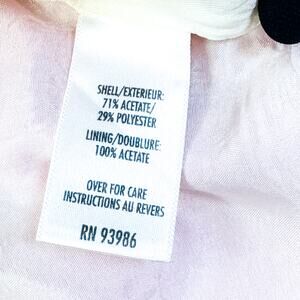 SHELL/EXTERIEUR:
71% ACETATE/
29% POLYESTER
LINING/DOUBLURE:
100% ACETATE
OVER FOR CARE
INSTRUCTIONS AU REVERS
RN 93986